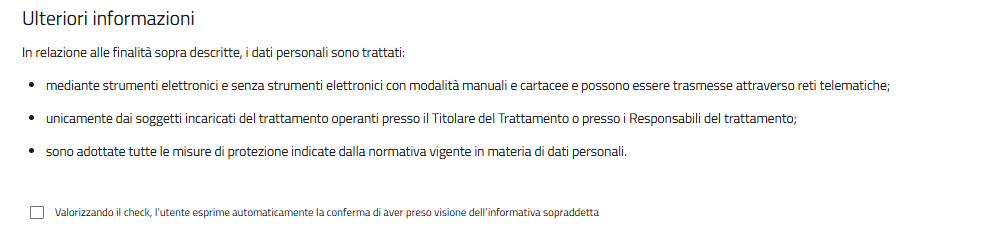 Ulteriori informazioni
In relazione alle finalità sopra descritte, i dati personali sono trattati:
• mediante strumenti elettronici e senza strumenti elettronici con modalità manuali e cartacee e possono essere trasmesse attraverso reti telematiche;
• unicamente dai soggetti incaricati del trattamento operanti presso il Titolare del Trattamento o presso i Responsabili del trattamento;
• sono adottate tutte le misure di protezione indicate dalla normativa vigente in materia di dati personali.
Valorizzando il check, l'utente esprime automaticamente la conferma di aver preso visione dell'informativa sopraddetta